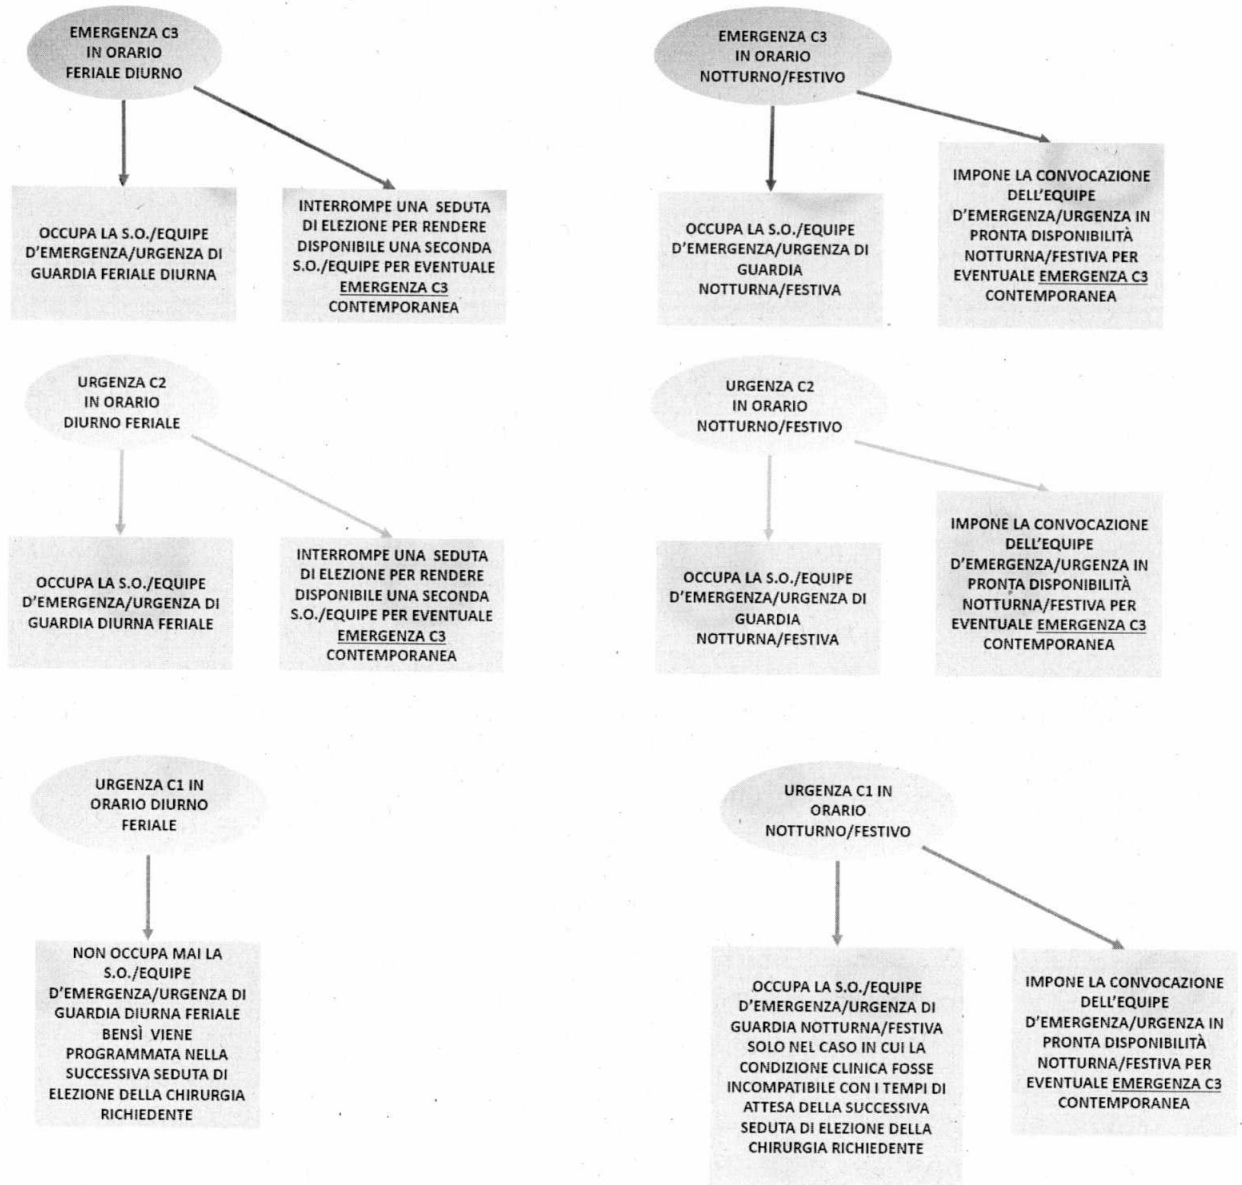 EMERGENZA C3
IN ORARIO
FERIALE DIURNO
OCCUPA LA S.O./EQUIPE
D'EMERGENZA/URGENZA DI
GUARDIA FERIALE DIURNA
INTERROMPE UNA SEDUTA
DI ELEZIONE PER RENDERE
DISPONIBILE UNA SECONDA
S.O./EQUIPE PER EVENTUALE
EMERGENZA C3
CONTEMPORANEA
EMERGENZA C3
IN ORARIO
NOTTURNO/FESTIVO
OCCUPA LA S.O./EQUIPE
D'EMERGENZA/URGENZA DI
GUARDIA
NOTTURNA/FESTIVA
IMPONE LA CONVOCAZIONE
DELL'EQUIPE
D'EMERGENZA/URGENZA IN
PRONTA DISPONIBILITÀ
NOTTURNA/FESTIVA PER
EVENTUALE EMERGENZA C3
CONTEMPORANEA
URGENZA C2
IN ORARIO
DIURNO FERIALE
OCCUPA LA S.O./EQUIPE
D'EMERGENZA/URGENZA DI
GUARDIA DIURNA FERIALE
INTERROMPE UNA SEDUTA
DI ELEZIONE PER RENDERE
DISPONIBILE UNA SECONDA
S.O./EQUIPE PER EVENTUALE
EMERGENZA C3
CONTEMPORANEA
URGENZA C2
IN ORARIO
NOTTURNO/FESTIVO
OCCUPA LA S.O./EQUIPE
D'EMERGENZA/URGENZA DI
GUARDIA
NOTTURNA/FESTIVA
IMPONE LA CONVOCAZIONE
DELL'EQUIPE
D'EMERGENZA/URGENZA IN
PRONTA DISPONIBILITÀ
NOTTURNA/FESTIVA PER
EVENTUALE EMERGENZA C3
CONTEMPORANEA
URGENZA C1 IN
ORARIO DIURNO
FERIALE
NON OCCUPA MAI LA
S.O./EQUIPE
D'EMERGENZA/URGENZA DI
GUARDIA DIURNA FERIALE
BENSÌ VIENE
PROGRAMMATA NELLA
SUCCESSIVA SEDUTA DI
ELEZIONE DELLA CHIRURGIA
RICHIEDENTE
URGENZA C1 IN
ORARIO
NOTTURNO/FESTIVO
OCCUPA LA S.O./EQUIPE
D'EMERGENZA/URGENZA DI
GUARDIA NOTTURNA/FESTIVA
SOLO NEL CASO IN CUI LA
CONDIZIONE CLINICA FOSSE
INCOMPATIBILE CON I TEMPI DI
ATTESA DELLA SUCCESSIVA
SEDUTA DI ELEZIONE DELLA
CHIRURGIA RICHIEDENTE
IMPONE LA CONVOCAZIONE
DELL'EQUIPE
D'EMERGENZA/URGENZA IN
PRONTA DISPONIBILITÀ
NOTTURNA/FESTIVA PER
EVENTUALE EMERGENZA C3
CONTEMPORANEA